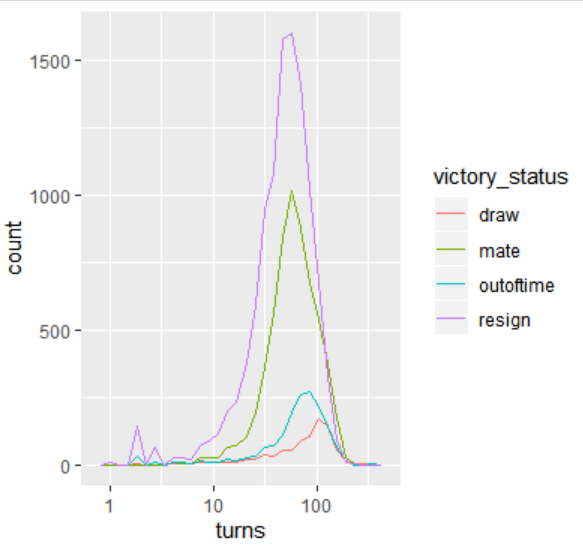 1500
1000
500
0
count
1
10
100
turns
victory_status
draw
mate
outoftime
resign